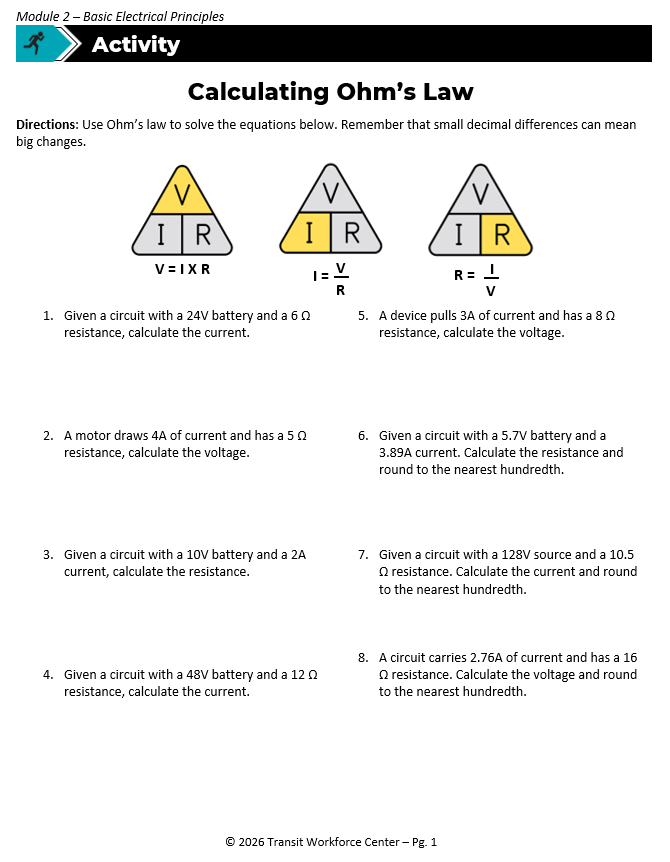 Module 2 – Basic Electrical Principles
Activity
Calculating Ohm's Law
Directions: Use Ohm's law to solve the equations below. Remember that small decimal differences can mean
big changes.
V
I R
V = I X R
V
I R
I = V
R
V
I R
R = I
V
1. Given a circuit with a 24V battery and a 6 Ω
resistance, calculate the current.
2. A motor draws 4A of current and has a 5 Ω
resistance, calculate the voltage.
3. Given a circuit with a 10V battery and a 2A
current, calculate the resistance.
4. Given a circuit with a 48V battery and a 12 Ω
resistance, calculate the current.
5. A device pulls 3A of current and has a 8 Ω
resistance, calculate the voltage.
6. Given a circuit with a 5.7V battery and a
3.89A current. Calculate the resistance and
round to the nearest hundredth.
7. Given a circuit with a 128V source and a 10.5
Ω resistance. Calculate the current and round
to the nearest hundredth.
8. A circuit carries 2.76A of current and has a 16
Ω resistance. Calculate the voltage and round
to the nearest hundredth.
© 2026 Transit Workforce Center – Pg. 1